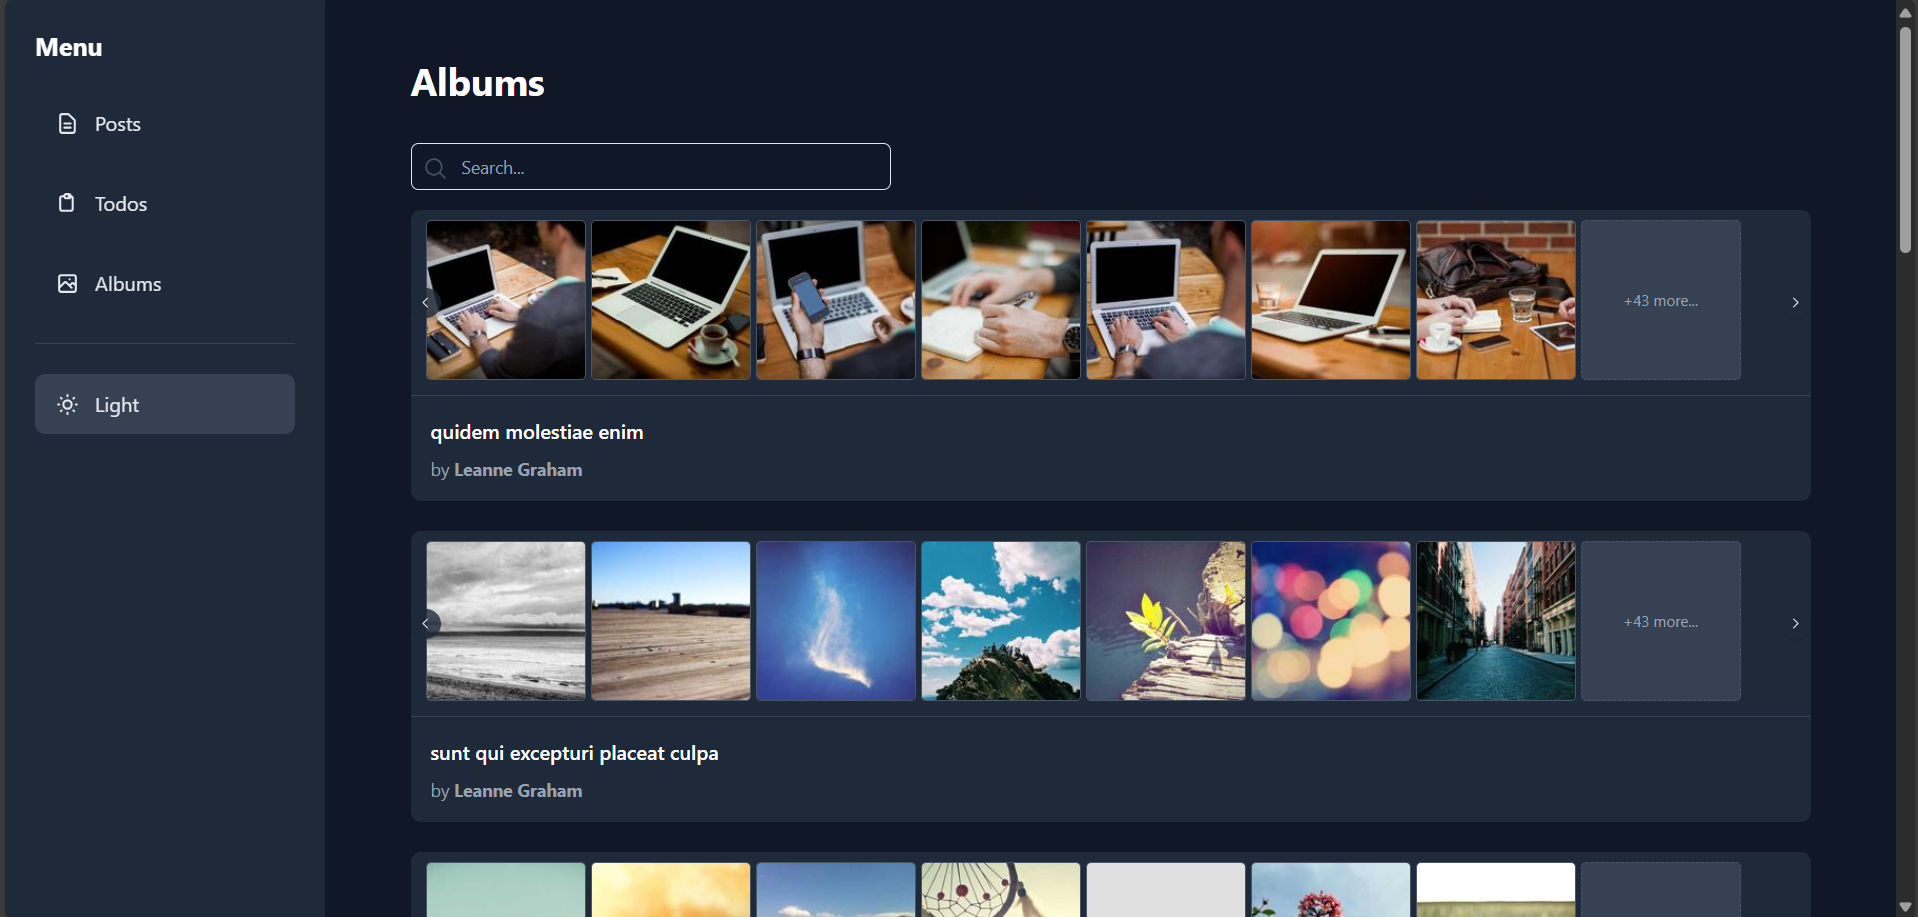 Menu
Posts
Todos
Albums
Light
Albums
Search...
+43 more...
quidem molestiae enim
by Leanne Graham
+43 more...
sunt qui excepturi placeat culpa
by Leanne Graham